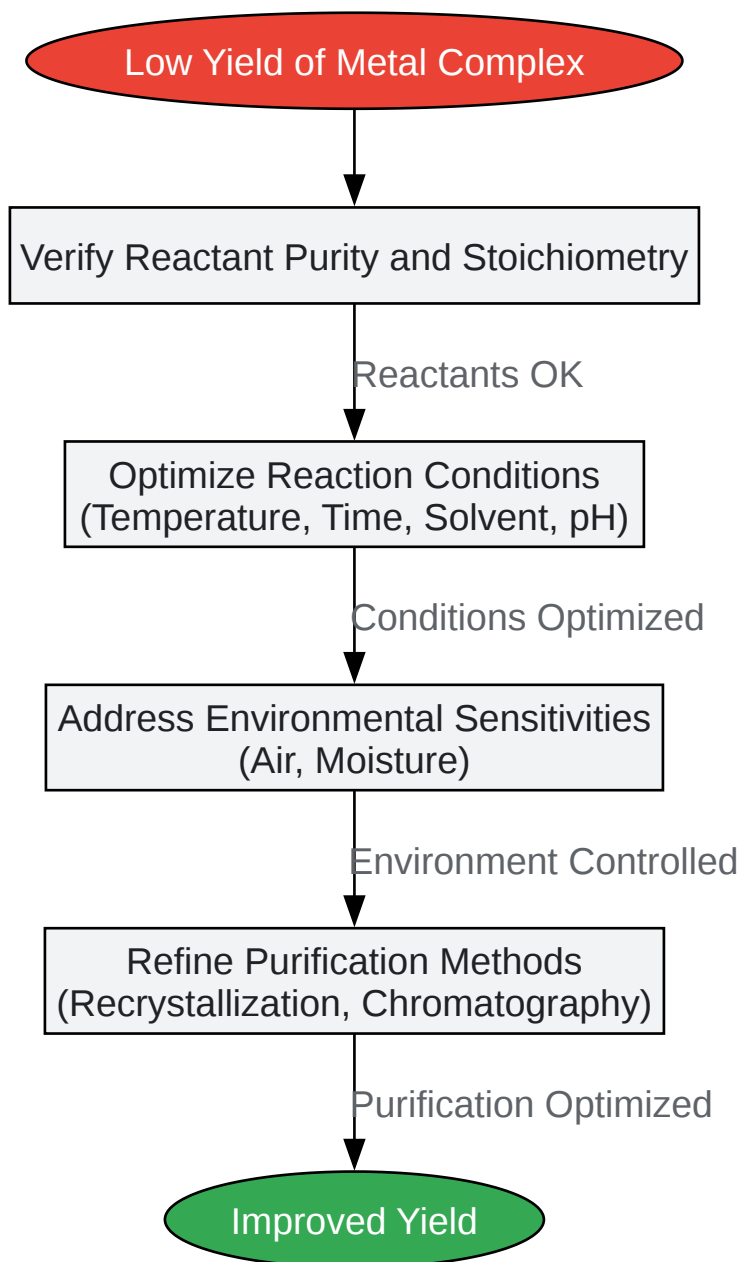 Low Yield of Metal Complex
Verify Reactant Purity and Stoichiometry
Reactants OK
Optimize Reaction Conditions
(Temperature, Time, Solvent, pH)
Conditions Optimized
Address Environmental Sensitivities
(Air, Moisture)
Environment Controlled
Refine Purification Methods
(Recrystallization, Chromatography)
Purification Optimized
Improved Yield